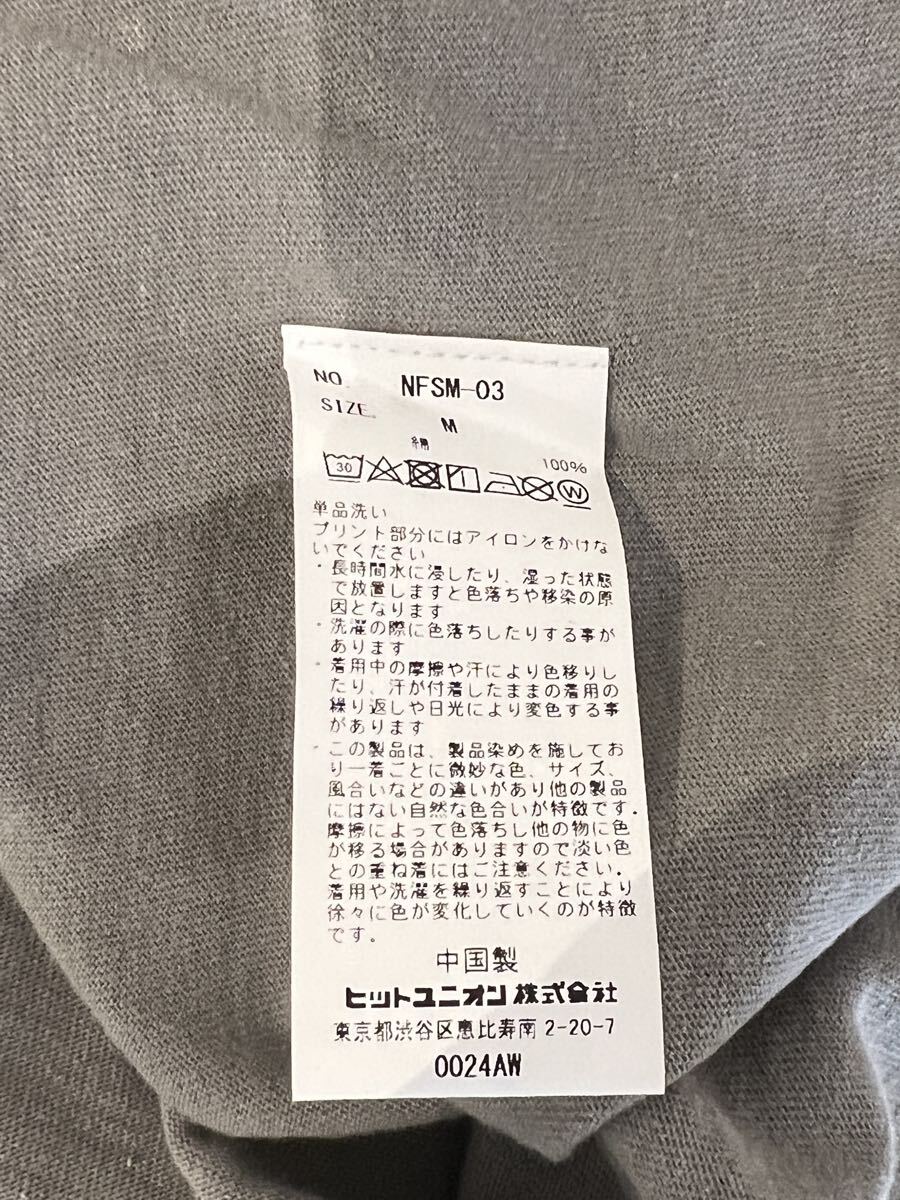 NO. NFSM-03
SIZE. M
綿 100%
30
W
単品洗い
プリント部分にはアイロンをかけな
いでください
・長時間水に浸したり、湿った状態
で放置しますと色落ちや移染の原
因となります
・洗濯の際に色落ちしたりする事が
あります
・着用中の摩擦や汗により色移りし
たり、汗が付着したままの着用の
繰り返しや日光により変色する事
があります
・この製品は、製品染めを施してお
り一着ごとに微妙な色、サイズ、
風合いなどの違いがあり他の製品
にはない自然な色合いが特徴です.
摩擦によって色落ちし他の物に色
が移る場合がありますので淡い色
との重ね着にはご注意ください.
着用や洗濯を繰り返すことにより
徐々に色が変化していくのが特徴
です。
中国製
ヒットユニオン株式会社
東京都渋谷区恵比寿南2-20-7
0024AW